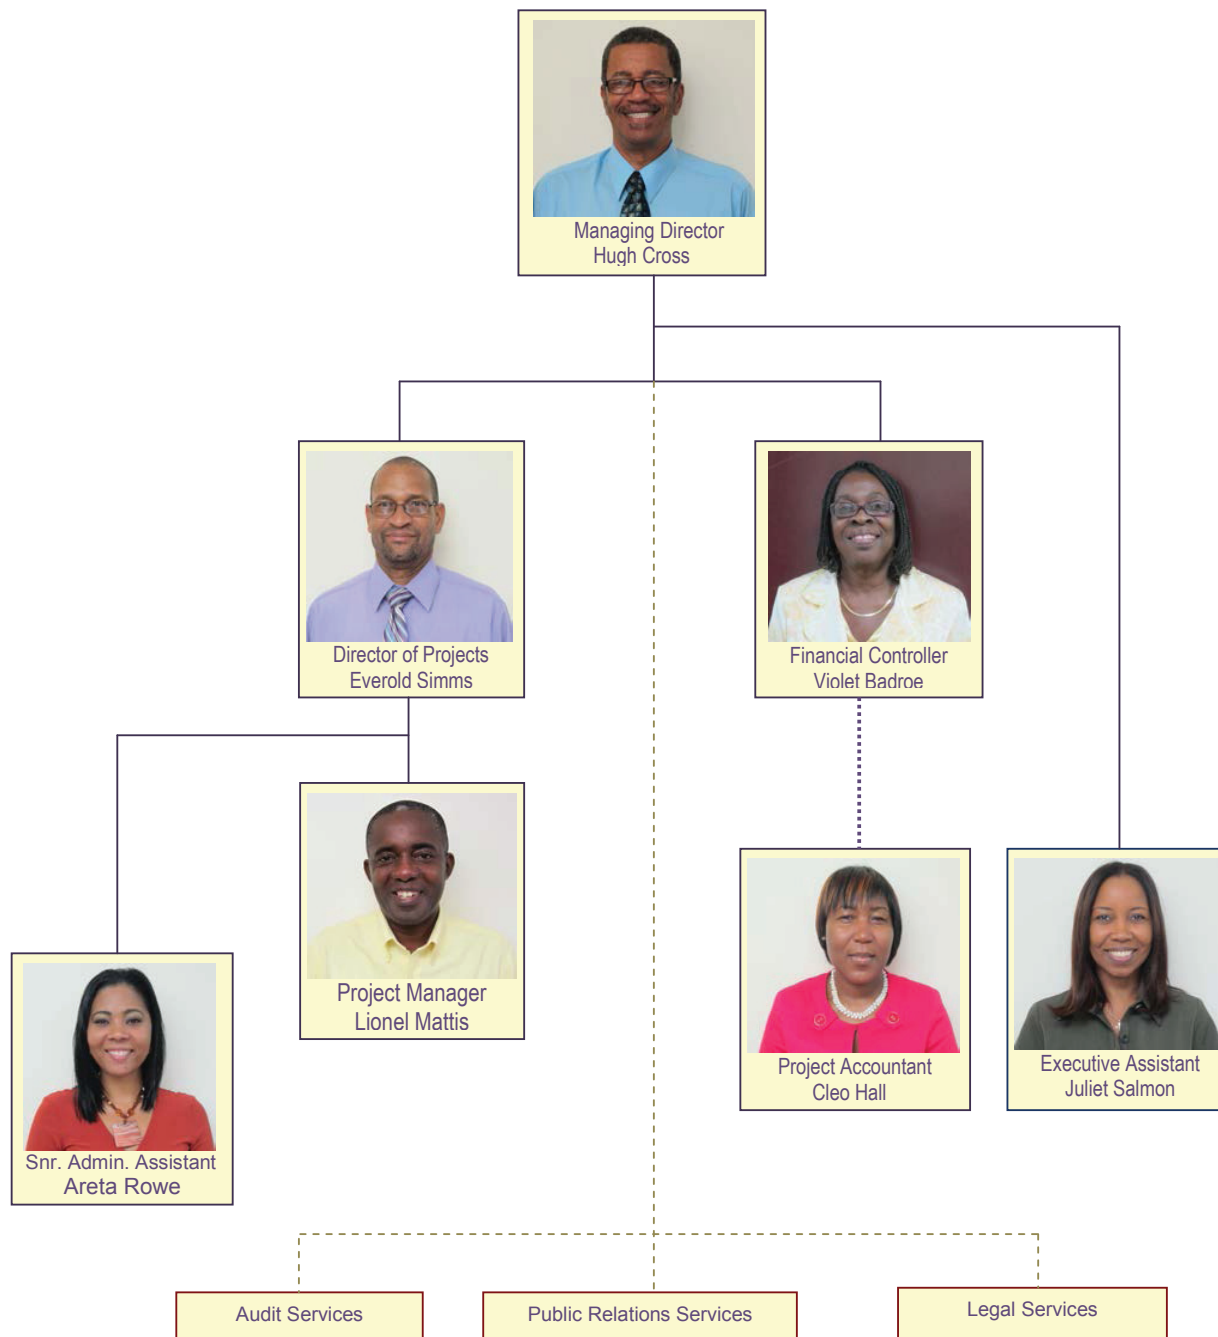 Managing Director
Hugh Cross
Director of Projects
Everold Simms
Financial Controller
Violet Badroe
Project Manager
Lionel Mattis
Project Accountant
Cleo Hall
Executive Assistant
Juliet Salmon
Snr. Admin. Assistant
Areta Rowe
Audit Services
Public Relations Services
Legal Services